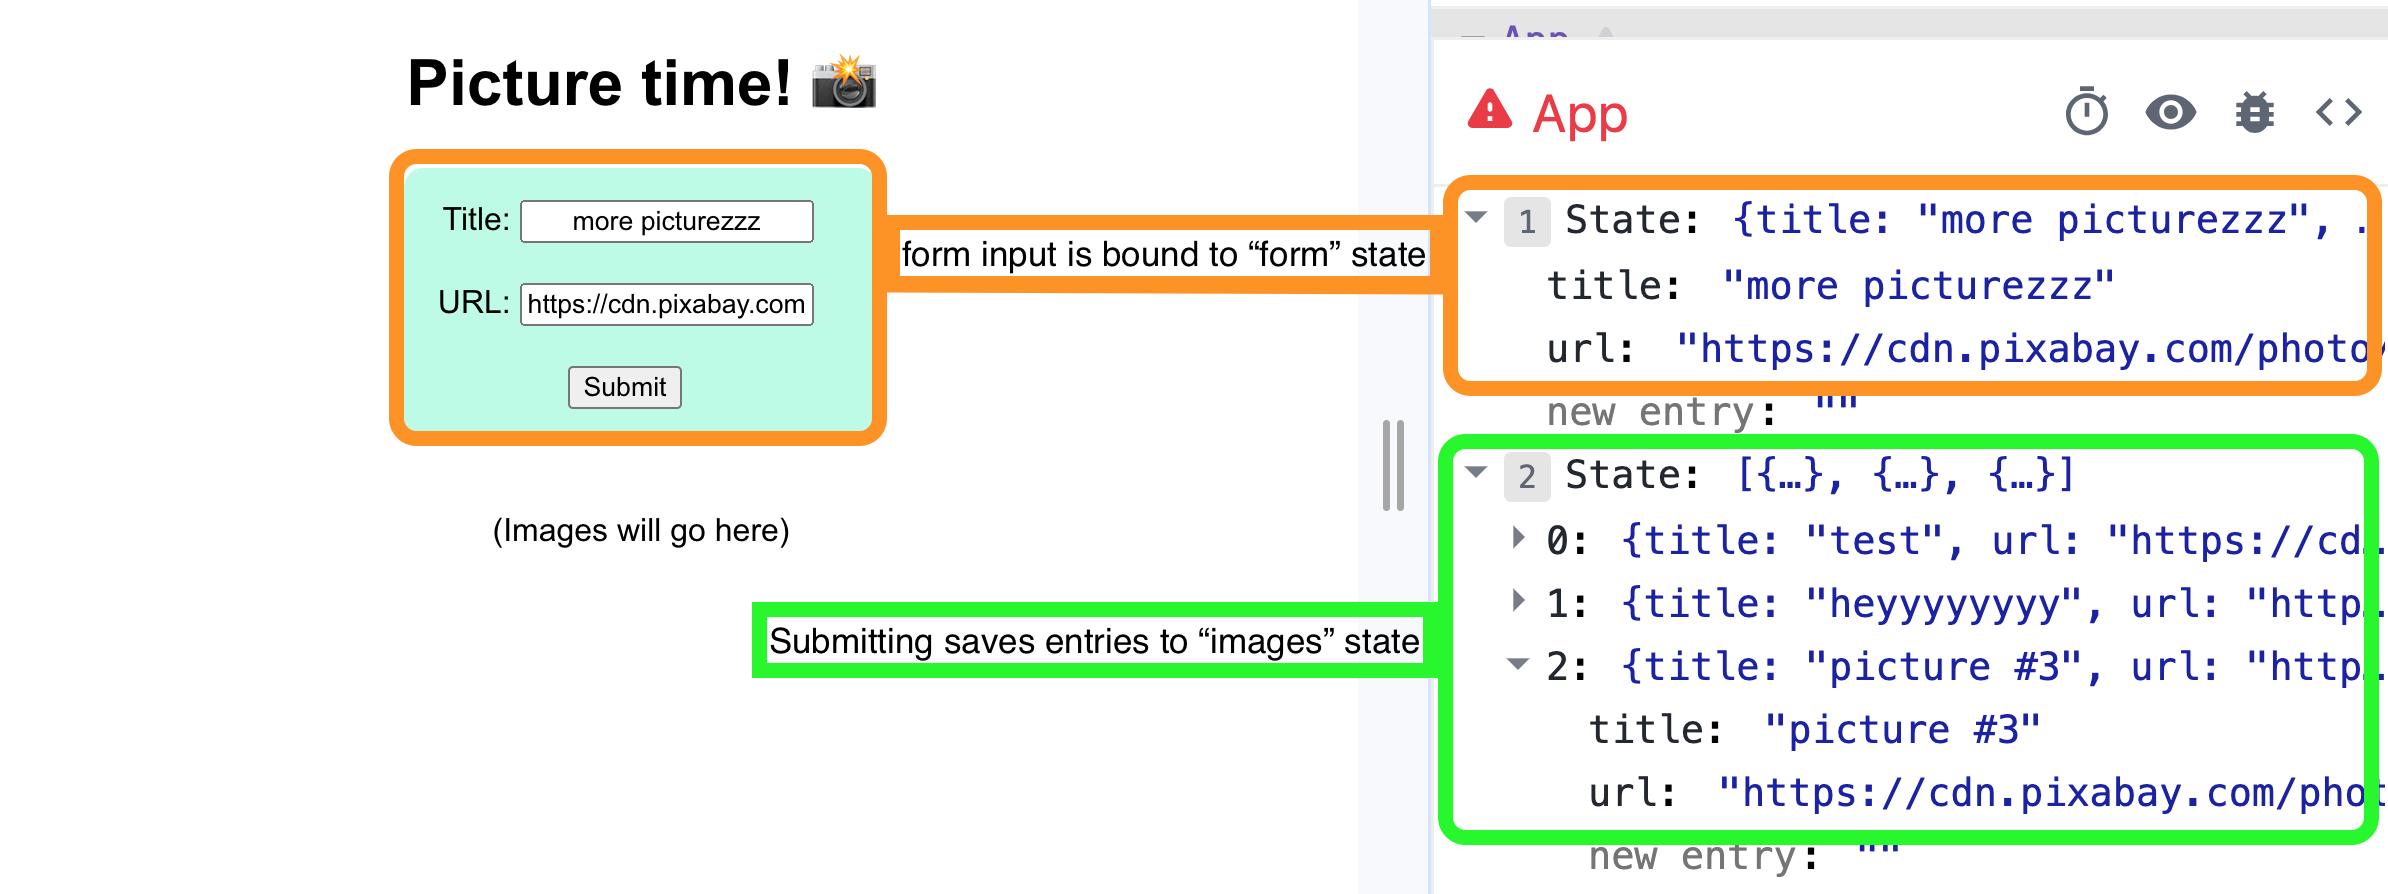 Picture time! 📸
Title: more picturezzz
URL: https://cdn.pixabay.com
Submit
(Images will go here)
form input is bound to “form” state
Submitting saves entries to “images” state
App
App
1 State: {title: "more picturezzz", .
title: "more picturezzz"
url: "https://cdn.pixabay.com/photo/
new entry: ""
2 State: [{…}, {…}, {…}]
0: {title: "test", url: "https://cd…
1: {title: "heyyyyyyyy", url: "http…
2: {title: "picture #3", url: "http…
title: "picture #3"
url: "https://cdn.pixabay.com/phot
new entry: ""